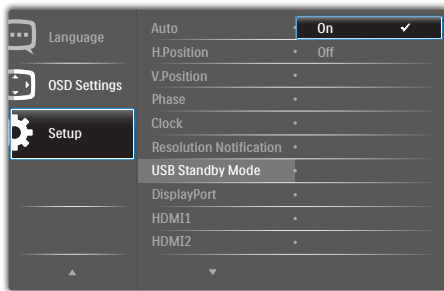 Language
OSD Settings
Setup
Auto
H.Position
V.Position
Phase
Clock
Resolution Notification
USB Standby Mode
DisplayPort
HDMI1
HDMI2
On
Off